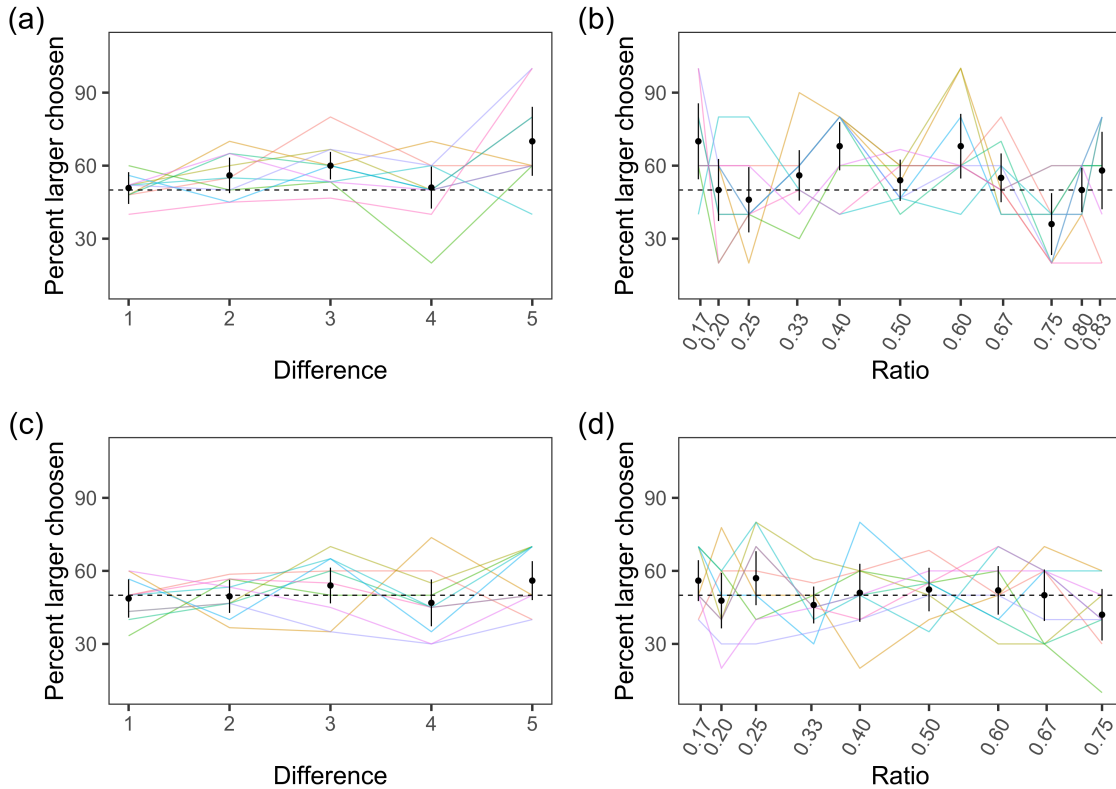 (a)
Percent larger choosen
90
60
30
1 2 3 4 5
Difference
(b)
Percent larger choosen
90
60
30
0.17 0.20 0.25 0.33 0.40 0.50 0.60 0.67 0.75 0.80 0.83
Ratio
(c)
Percent larger choosen
90
60
30
1 2 3 4 5
Difference
(d)
Percent larger choosen
90
60
30
0.17 0.20 0.25 0.33 0.40 0.50 0.60 0.67 0.75
Ratio